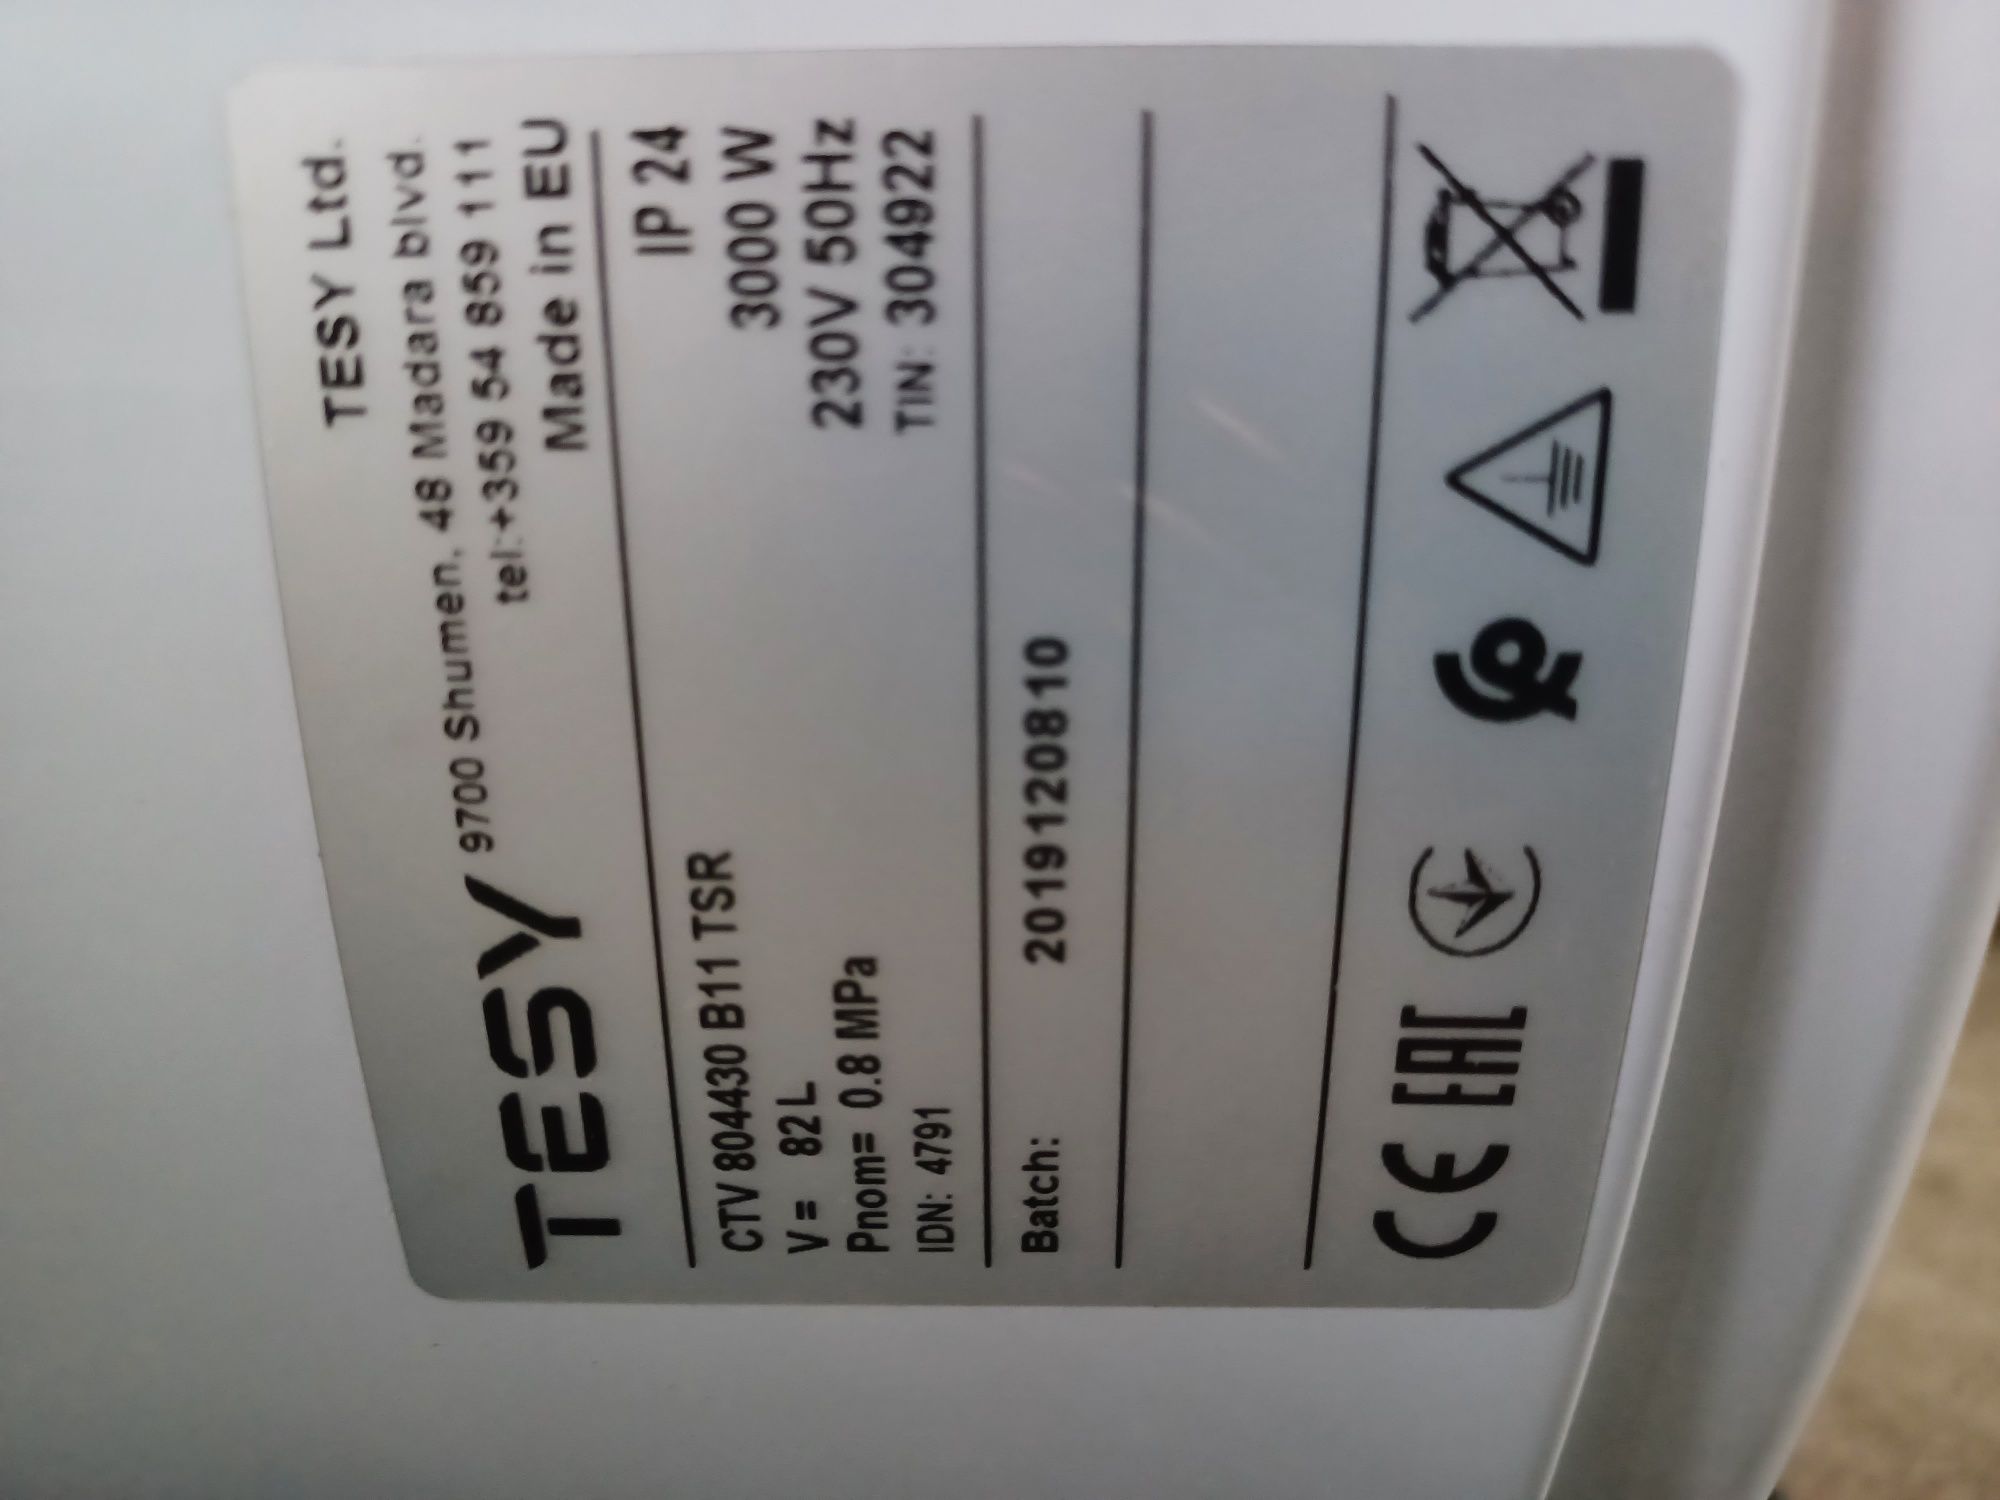 TESY Ltd.
TESY 9700 Shumen, 48 Madara blvd.
tel:+359 54 859 111
Made in EU
CTV 804430 B11 TSR IP 24
V = 82 L 3000 W
Pnom= 0.8 MPa 230V 50Hz
IDN: 4791 TIN: 304922
Batch: 2019120810
CE EAC